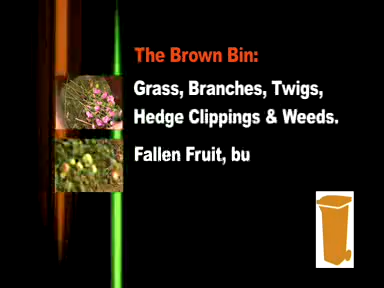 The Brown Bin:
Grass, Branches, Twigs,
Hedge Clippings & Weeds.
Fallen Fruit, bu